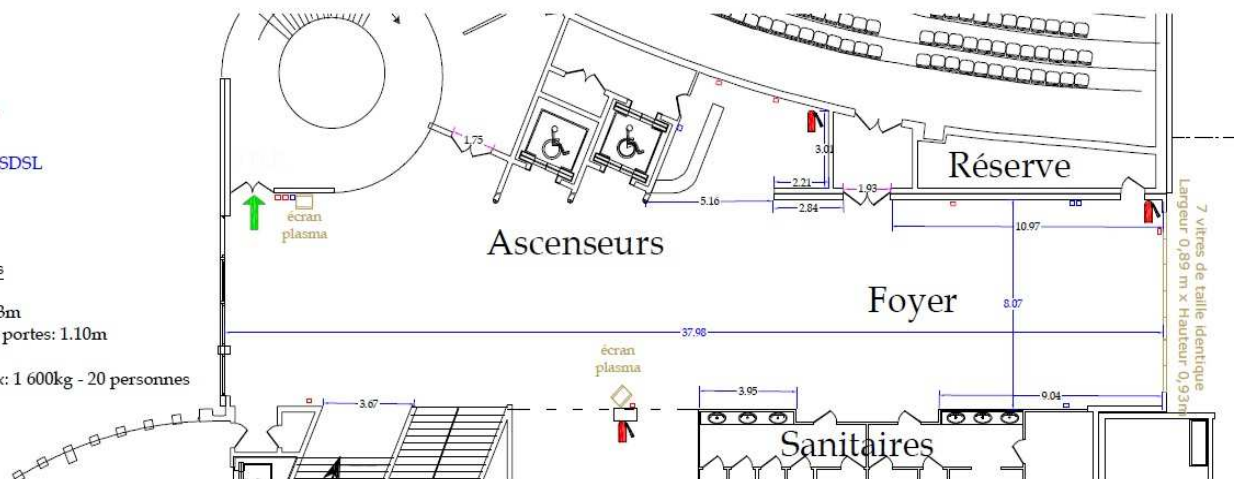 SDSL
1.75
3.01
Réserve
2.21
1.93
écran
plasma
5.16
2.84
10.97
Ascenseurs
7 vitres de taille identique
Largeur 0,89 m x Hauteur 0,93m
Foyer
8.07
3m
portes: 1.10m
37.98
écran
plasma
x: 1 600kg - 20 personnes
3.67
3.95
9.04
Sanitaires